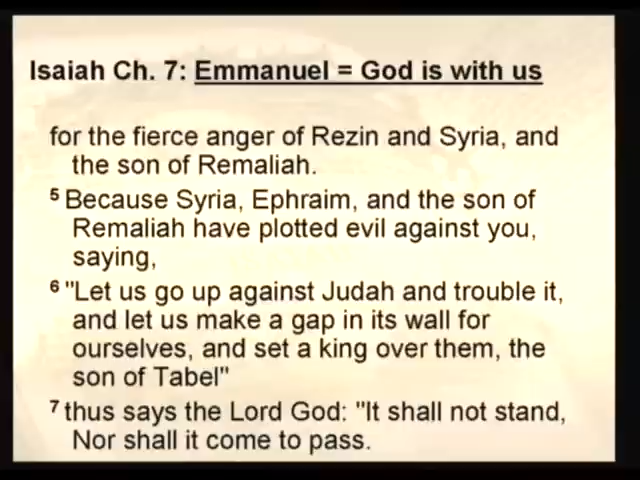 Isaiah Ch. 7: Emmanuel = God is with us
for the fierce anger of Rezin and Syria, and
the son of Remaliah.
5 Because Syria, Ephraim, and the son of
Remaliah have plotted evil against you,
saying,
6 "Let us go up against Judah and trouble it,
and let us make a gap in its wall for
ourselves, and set a king over them, the
son of Tabel"
7 thus says the Lord God: "It shall not stand,
Nor shall it come to pass.